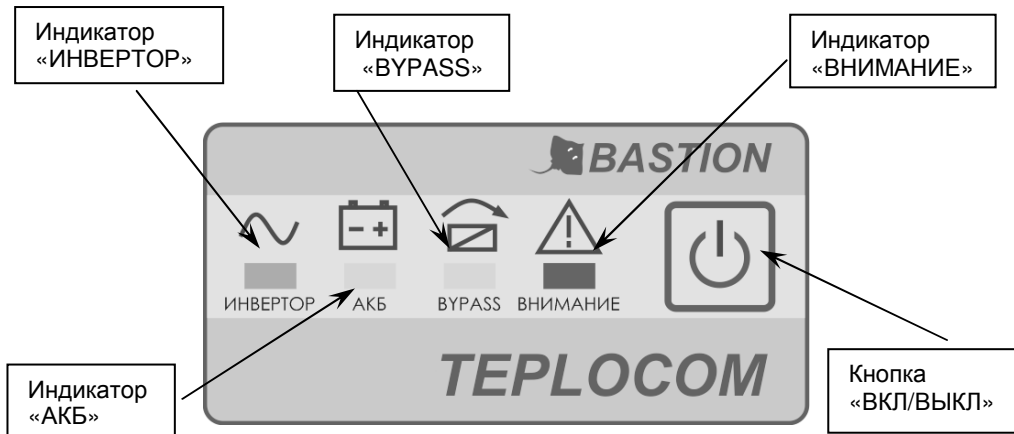 Индикатор
«ИНВЕРТОР»
Индикатор
«BYPASS»
Индикатор
«ВНИМАНИЕ»
BASTION
ИНВЕРТОР
АКБ
BYPASS
ВНИМАНИЕ
TEPLOCOM
Индикатор
«АКБ»
Кнопка
«ВКЛ/ВЫКЛ»